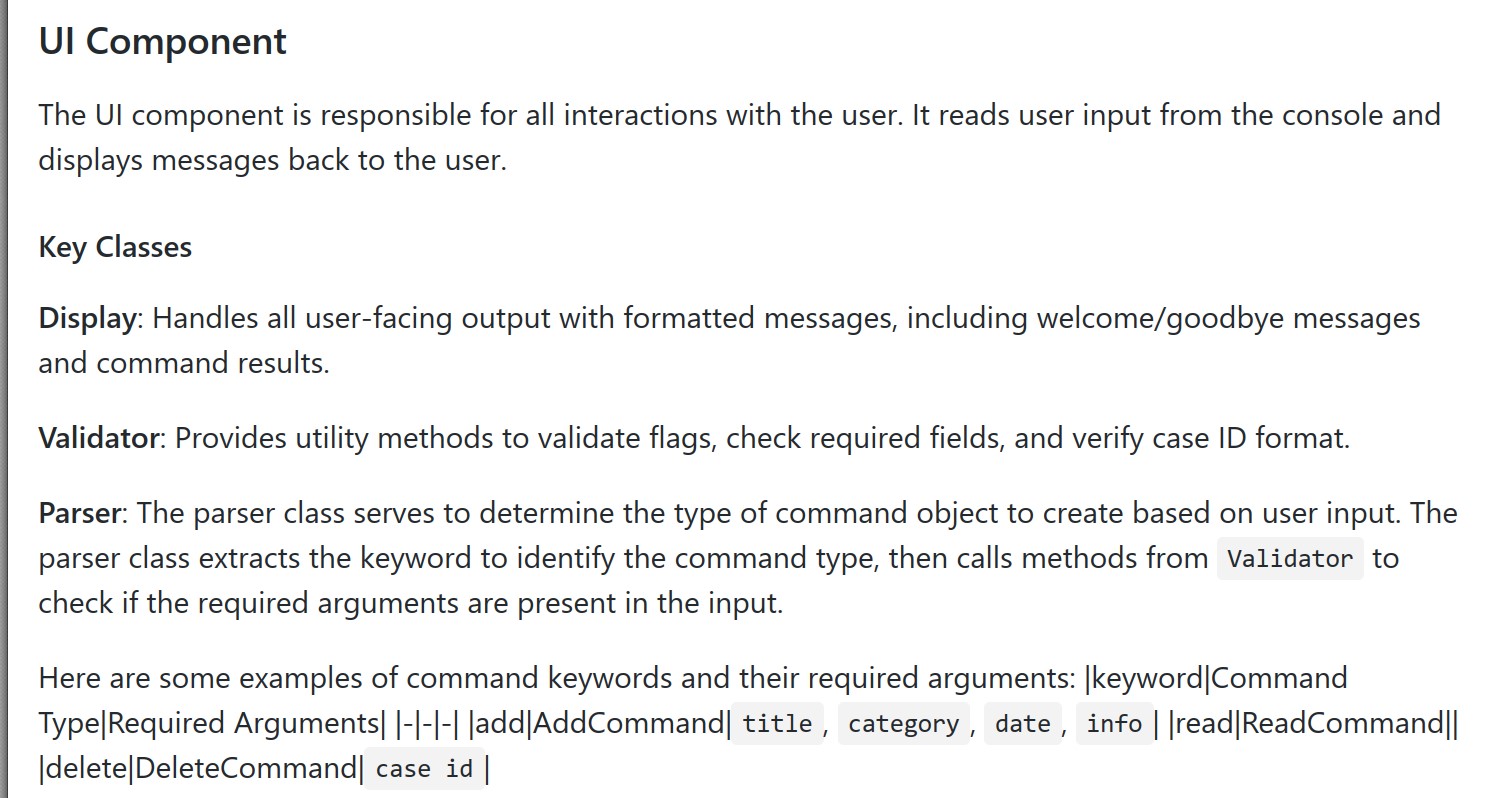 UI Component
The UI component is responsible for all interactions with the user. It reads user input from the console and
displays messages back to the user.
Key Classes
Display: Handles all user-facing output with formatted messages, including welcome/goodbye messages
and command results.
Validator: Provides utility methods to validate flags, check required fields, and verify case ID format.
Parser: The parser class serves to determine the type of command object to create based on user input. The
parser class extracts the keyword to identify the command type, then calls methods from Validator to
check if the required arguments are present in the input.
Here are some examples of command keywords and their required arguments: |keyword|Command
Type|Required Arguments| |-|-|-| |add|AddCommand| title , category , date , info | |read|ReadCommand||
|delete|DeleteCommand| case id |